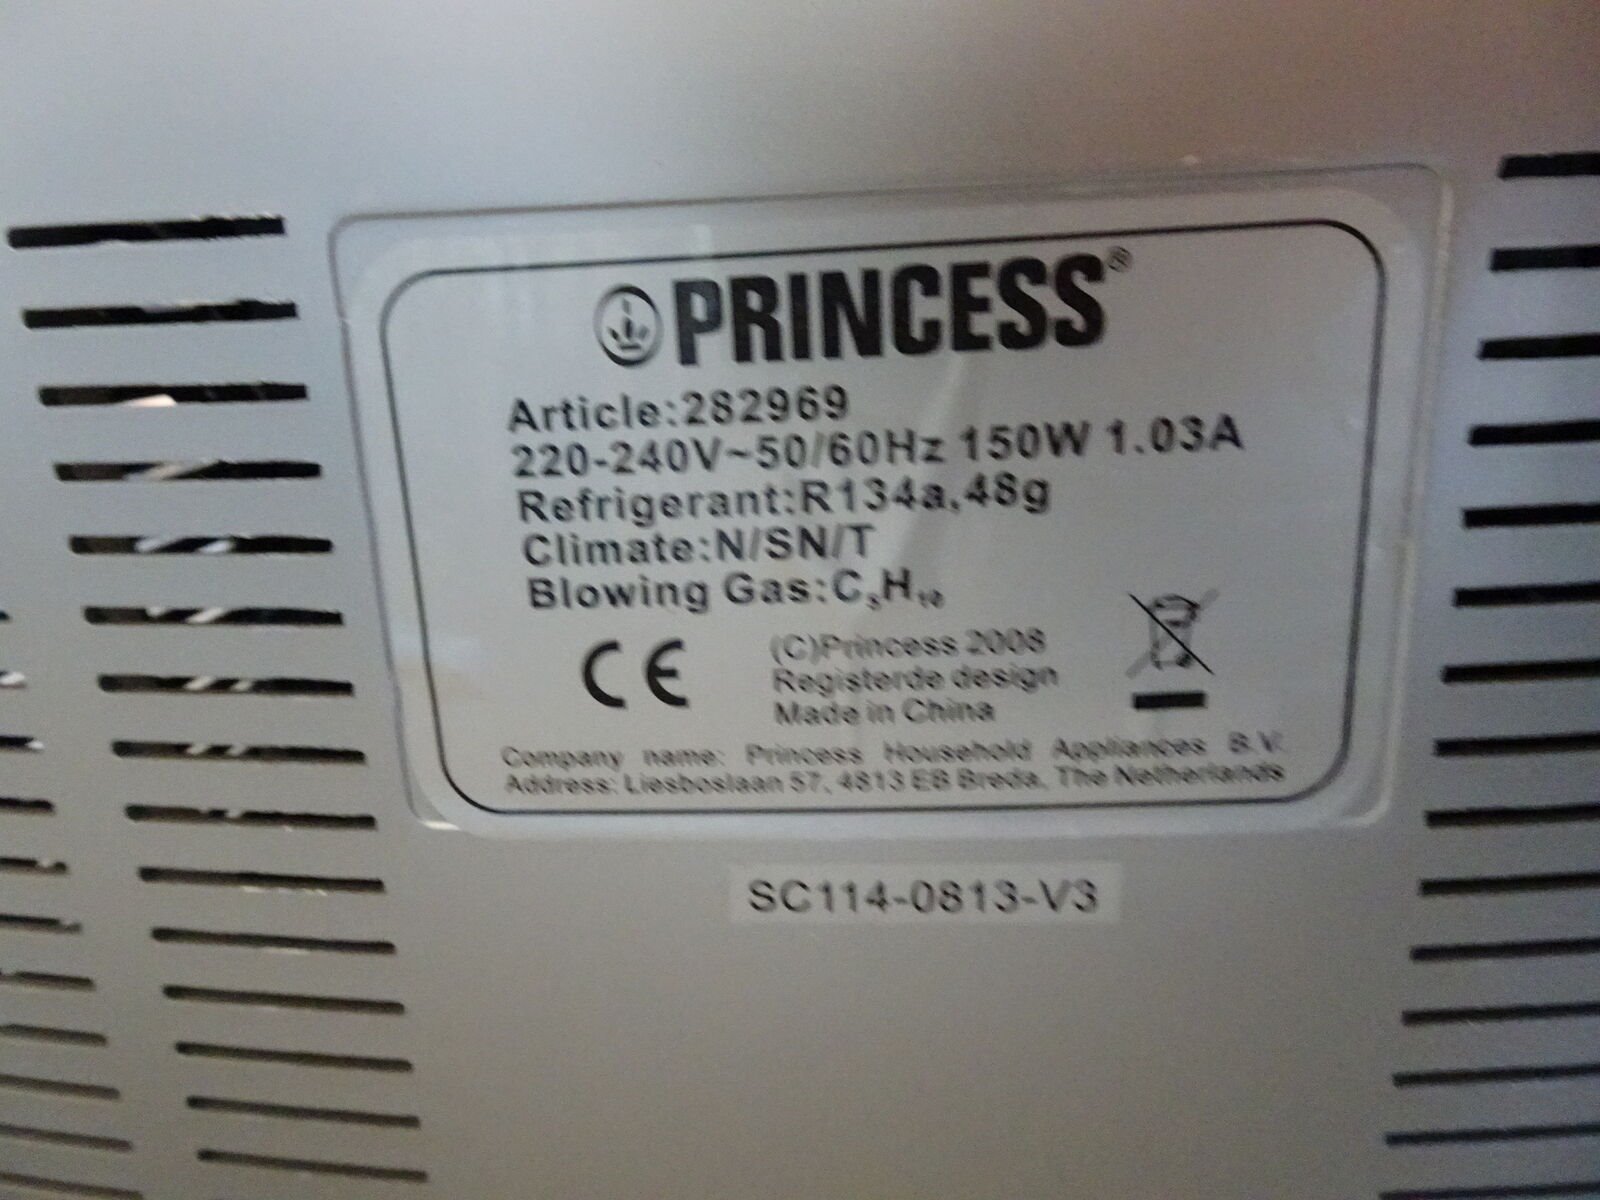 PRINCESS®
Article:282969
220-240V~50/60Hz 150W 1.03A
Refrigerant:R134a,48g
Climate:N/SN/T
Blowing Gas:C₅H₁₀
CE
(C)Princess 2008
Registerde design
Made in China
Company name: Princess Household Appliances B.V.
Address: Liesboslaan 57, 4813 EB Breda, The Netherlands
SC114-0813-V3